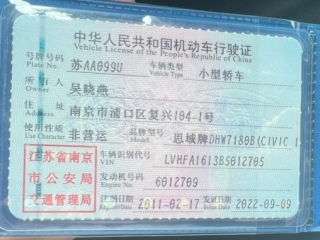 中华人民共和国机动车行驶证
Vehicle License of the People's Republic of China
号牌号码 苏AA099U 车辆类型 小型轿车
Plate No. Vehicle Type
所有人 吴晓燕
Owner
住址 南京市浦口区复兴104-1号
Address
使用性质 非营运 品牌型号 思域牌DHW7180B(CIVIC 1
Use Character Model
江苏省南京
市公安局
交通管理局
车辆识别代号 LVHFA1613B5012705
VIN
发动机号码 6012709
Engine No.
注册日期 2011-02-17 发证日期 2022-09-09
Register Date Issue Date